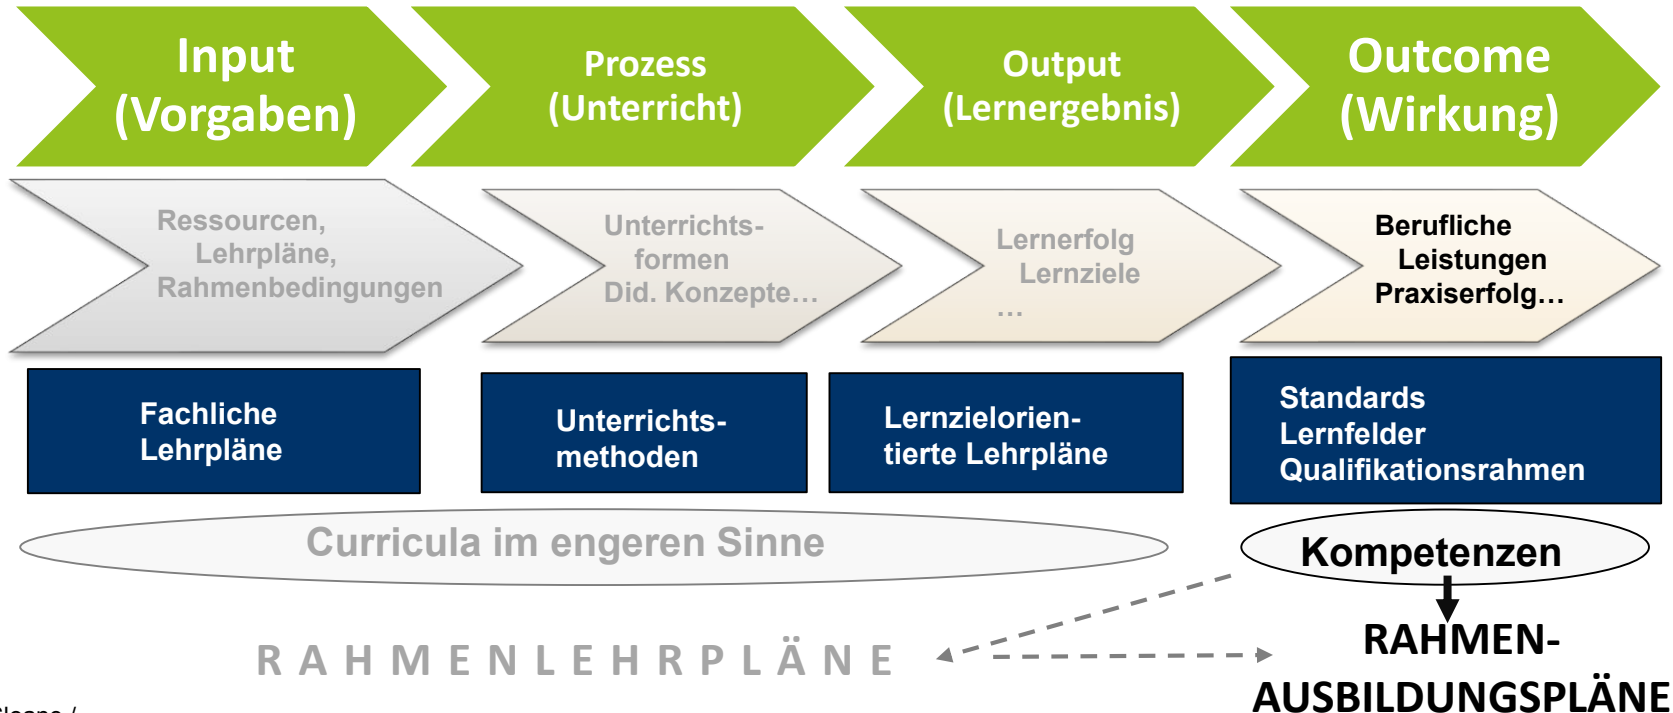 Input
(Vorgaben)
Prozess
(Unterricht)
Output
(Lernergebnis)
Outcome
(Wirkung)
Ressourcen,
Lehrpläne,
Rahmenbedingungen
Unterrichts-
formen
Did. Konzepte…
Lernerfolg
Lernziele
…
Berufliche
Leistungen
Praxiserfolg…
Fachliche
Lehrpläne
Unterrichts-
methoden
Lernzielorien-
tierte Lehrpläne
Standards
Lernfelder
Qualifikationsrahmen
Curricula im engeren Sinne
Kompetenzen
RAHMENLEHRPLÄNE
RAHMEN-
AUSBILDUNGSPLÄNE